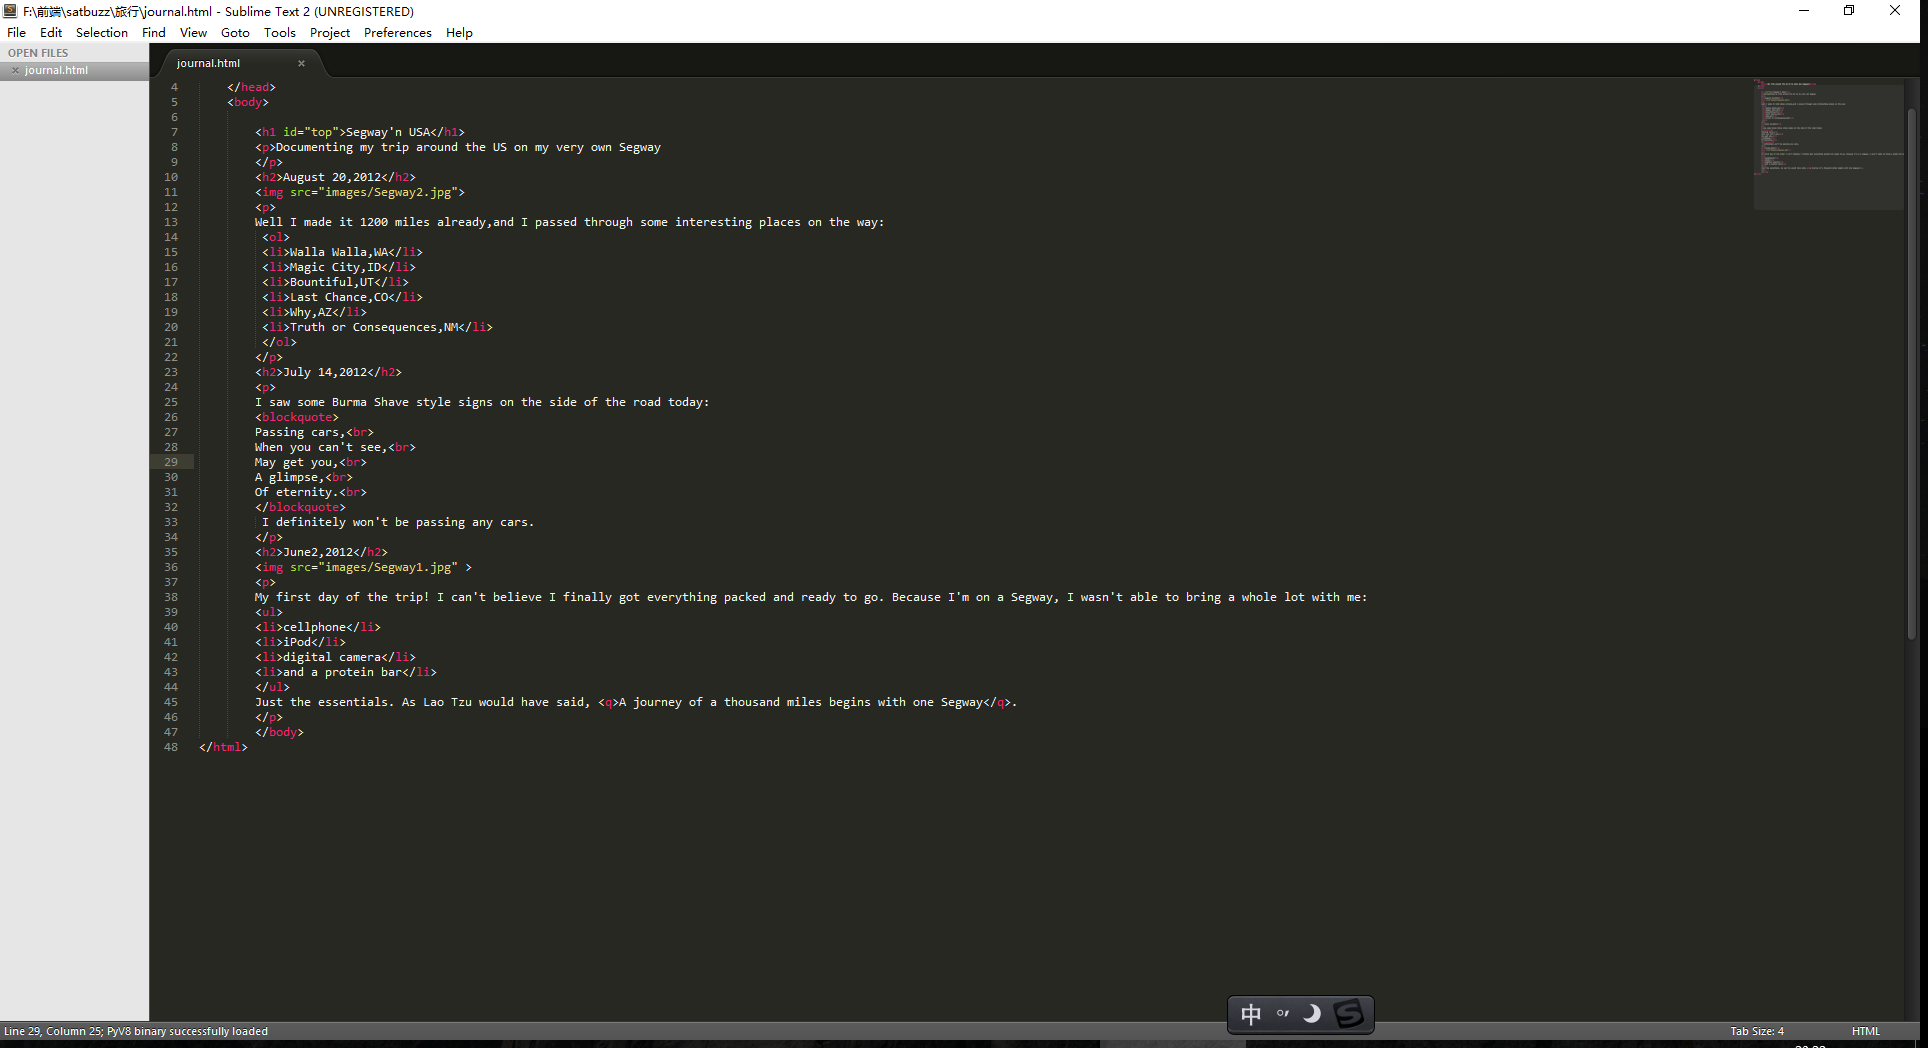 F:\前端\satbuzz\旅行\journal.html - Sublime Text 2 (UNREGISTERED)
File Edit Selection Find View Goto Tools Project Preferences Help
OPEN FILES
journal.html
journal.html
4 </head>
5 <body>
6
7 <h1 id="top">Segway'n USA</h1>
8 <p>Documenting my trip around the US on my very own Segway
9 </p>
10 <h2>August 20,2012</h2>
11 <img src="images/Segway2.jpg">
12 <p>
13 Well I made it 1200 miles already,and I passed through some interesting places on the way:
14 <ol>
15 <li>Walla Walla,WA</li>
16 <li>Magic City,ID</li>
17 <li>Bountiful,UT</li>
18 <li>Last Chance,CO</li>
19 <li>Why,AZ</li>
20 <li>Truth or Consequences,NM</li>
21 </ol>
22 </p>
23 <h2>July 14,2012</h2>
24 <p>
25 I saw some Burma Shave style signs on the side of the road today:
26 <blockquote>
27 Passing cars,<br>
28 When you can't see,<br>
29 May get you,<br>
30 A glimpse,<br>
31 Of eternity.<br>
32 </blockquote>
33 I definitely won't be passing any cars.
34 </p>
35 <h2>June2,2012</h2>
36 <img src="images/Segway1.jpg" >
37 <p>
38 My first day of the trip! I can't believe I finally got everything packed and ready to go. Because I'm on a Segway, I wasn't able to bring a whole lot with me:
39 <ul>
40 <li>cellphone</li>
41 <li>iPod</li>
42 <li>digital camera</li>
43 <li>and a protein bar</li>
44 </ul>
45 Just the essentials. As Lao Tzu would have said, <q>A journey of a thousand miles begins with one Segway</q>.
46 </p>
47 </body>
48 </html>
中
Line 29, Column 25; PyV8 binary successfully loaded
Tab Size: 4
HTML